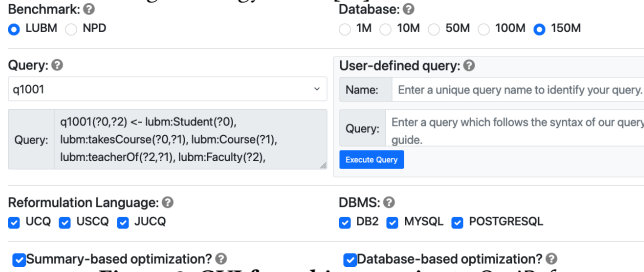 Benchmark:
Database:
LUBM NPD
1M 10M 50M 100M 150M
Query:
User-defined query:
q1001
Name: Enter a unique query name to identify your query.
Query: q1001(?0,?2) <- lubm:Student(?0),
lubm:takesCourse(?0,?1), lubm:Course(?1),
lubm:teacherOf(?2,?1), lubm:Faculty(?2),
Query: Enter a query which follows the syntax of our query
guide.
Execute Query
Reformulation Language:
DBMS:
UCQ USCQ JUCQ
DB2 MYSQL POSTGRESQL
Summary-based optimization?
Database-based optimization?